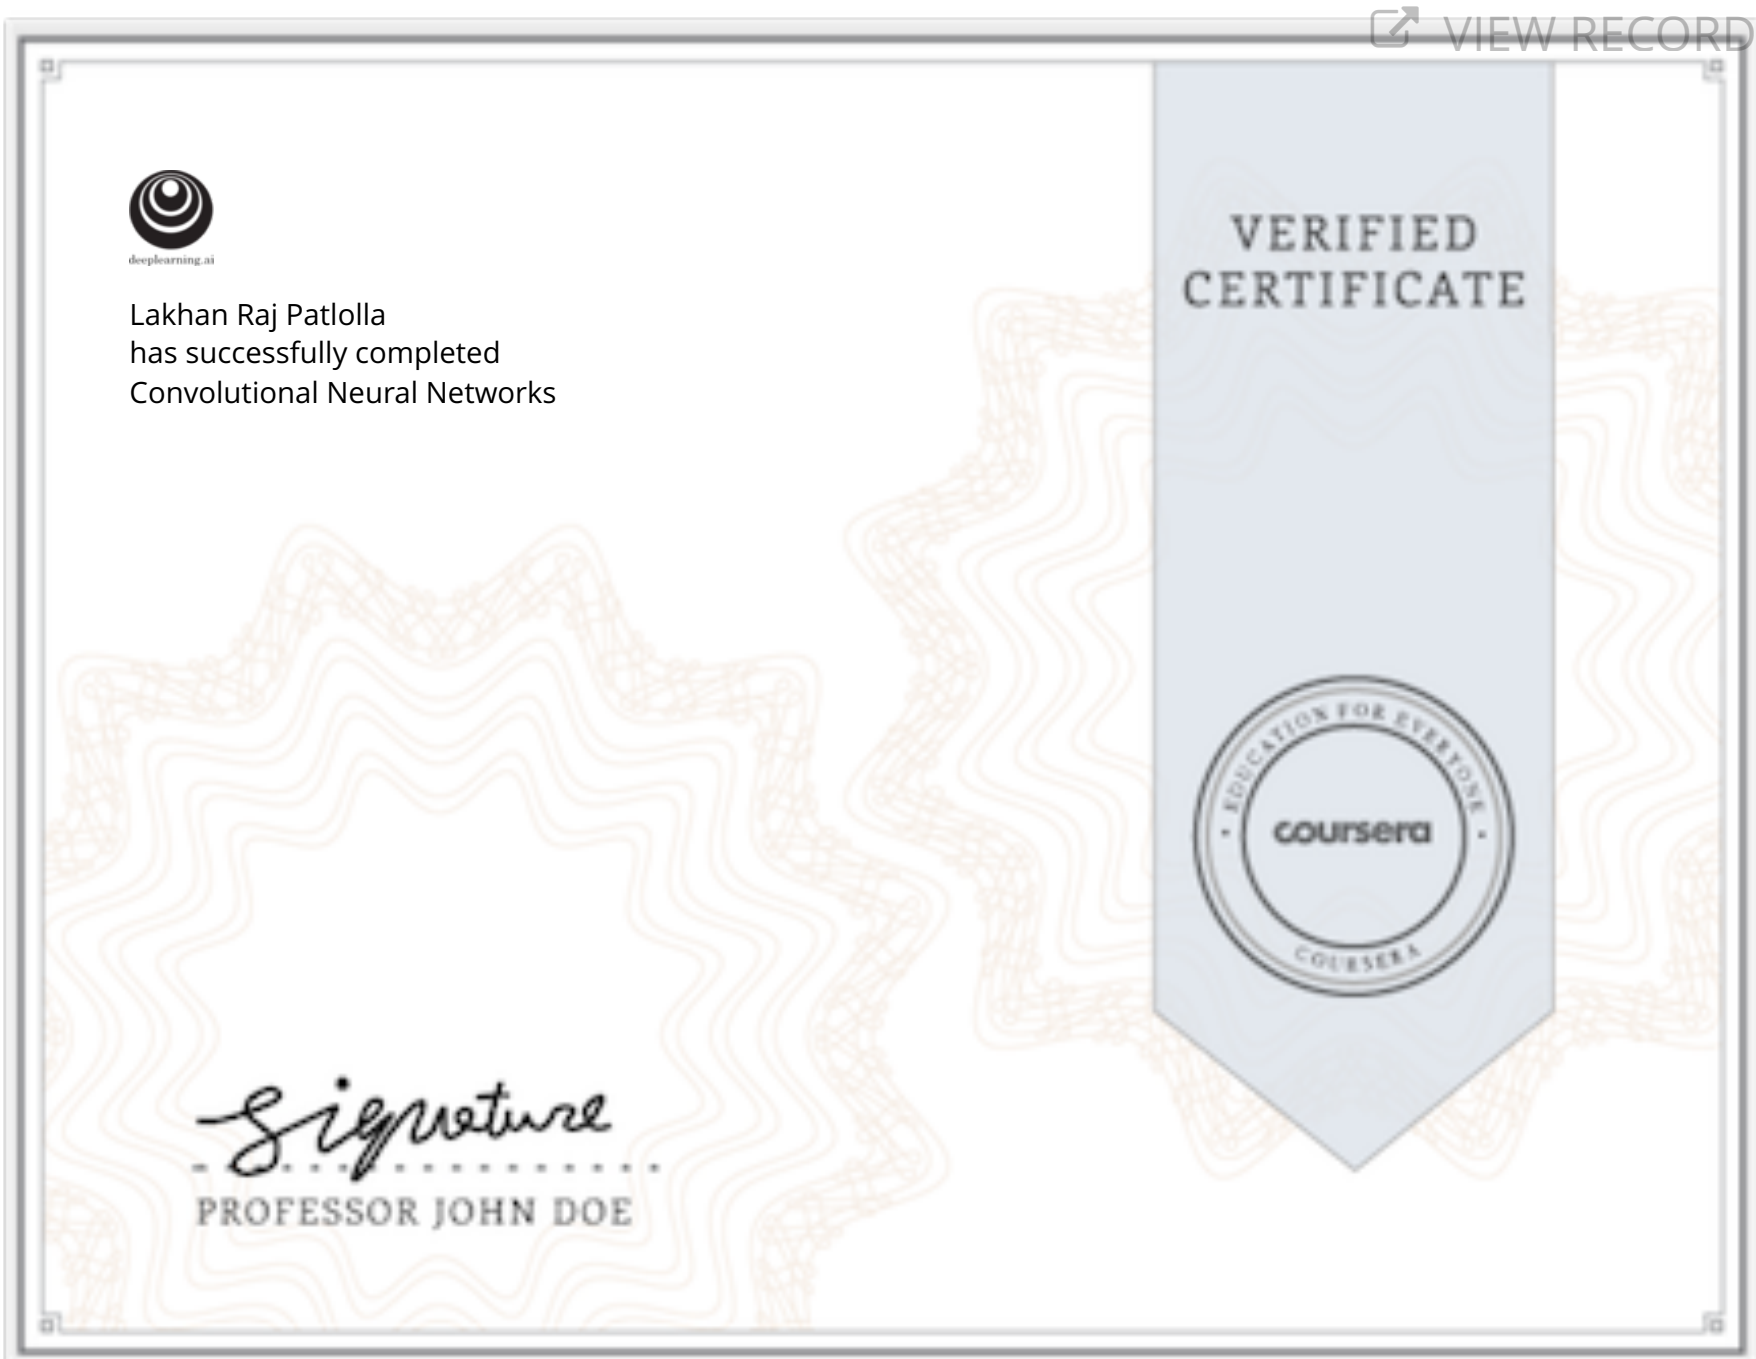 VIEW RECORD
deeplearning.ai
Lakhan Raj Patlolla
has successfully completed
Convolutional Neural Networks
VERIFIED
CERTIFICATE
• EDUCATION FOR EVERYONE •
coursera
COURSERA
Signature
PROFESSOR JOHN DOE